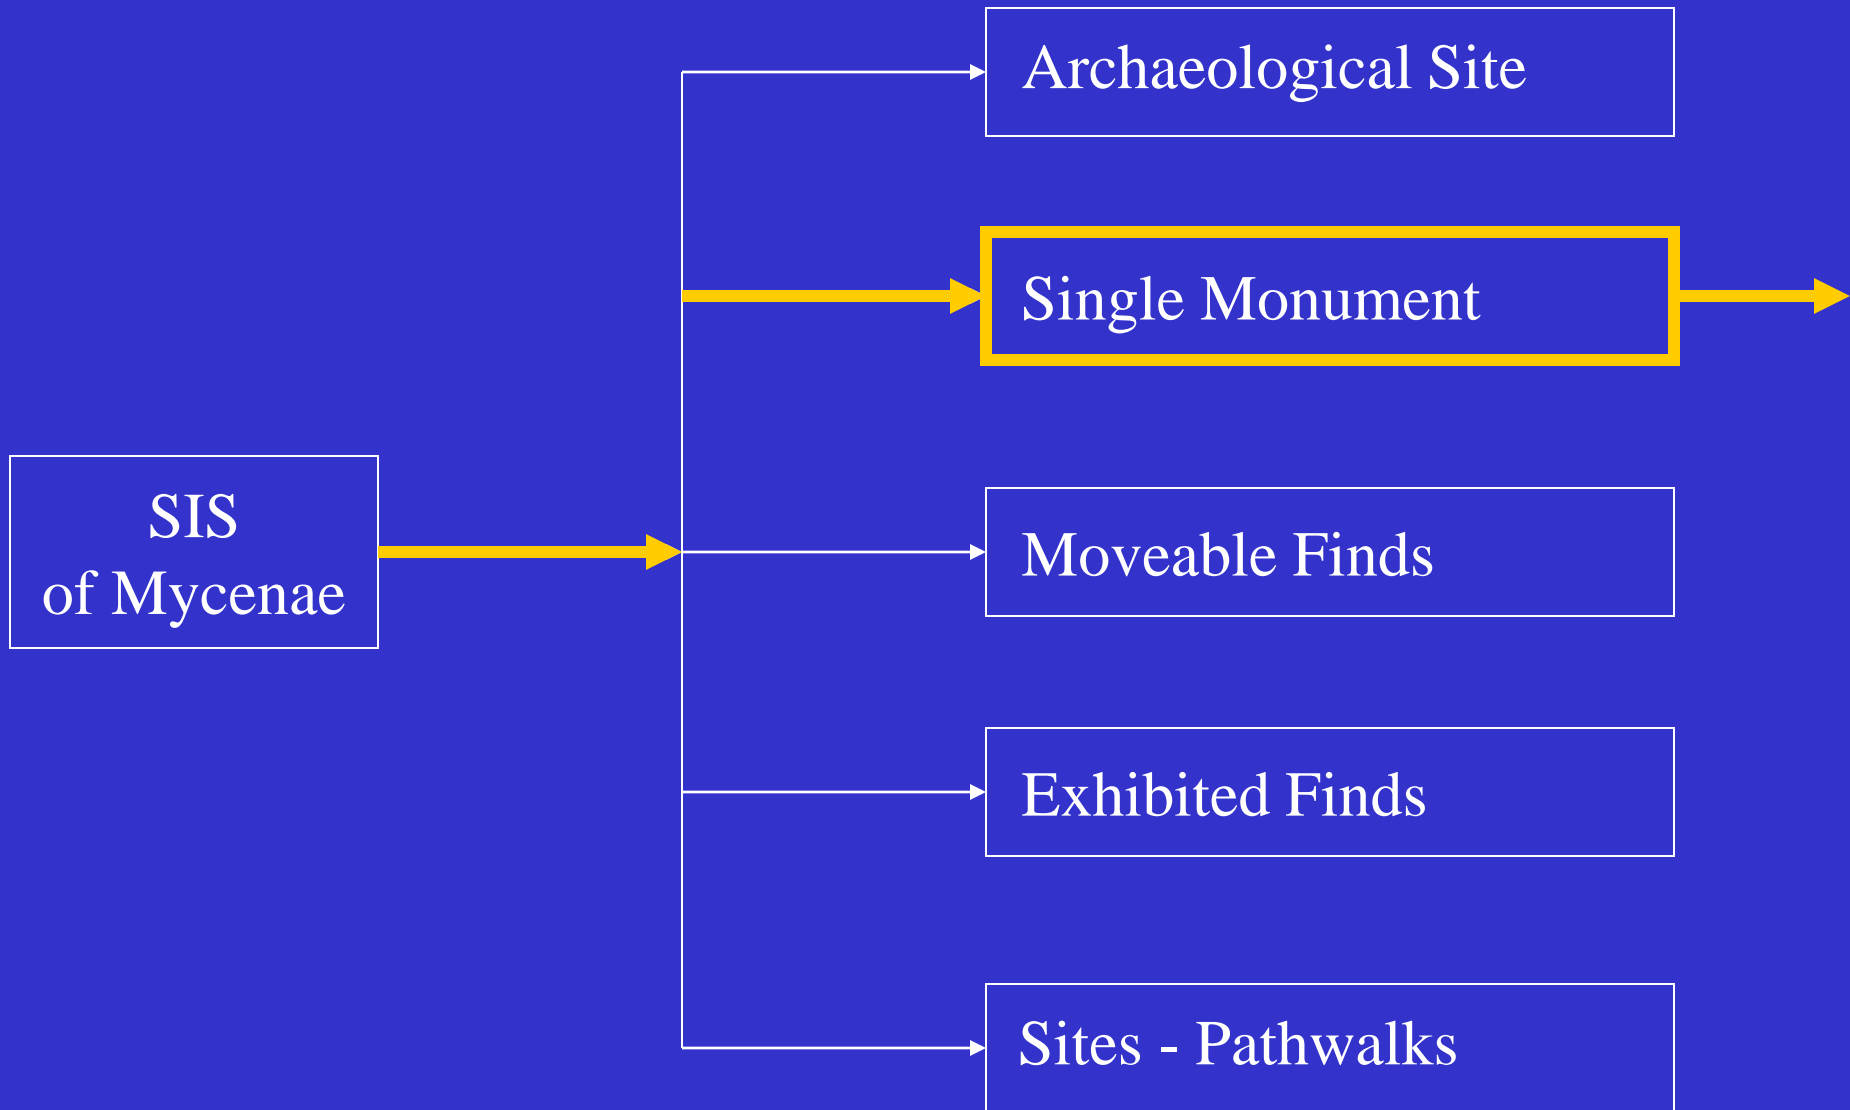 Archaeological Site
Single Monument
SIS
of Mycenae
Moveable Finds
Exhibited Finds
Sites - Pathwalks